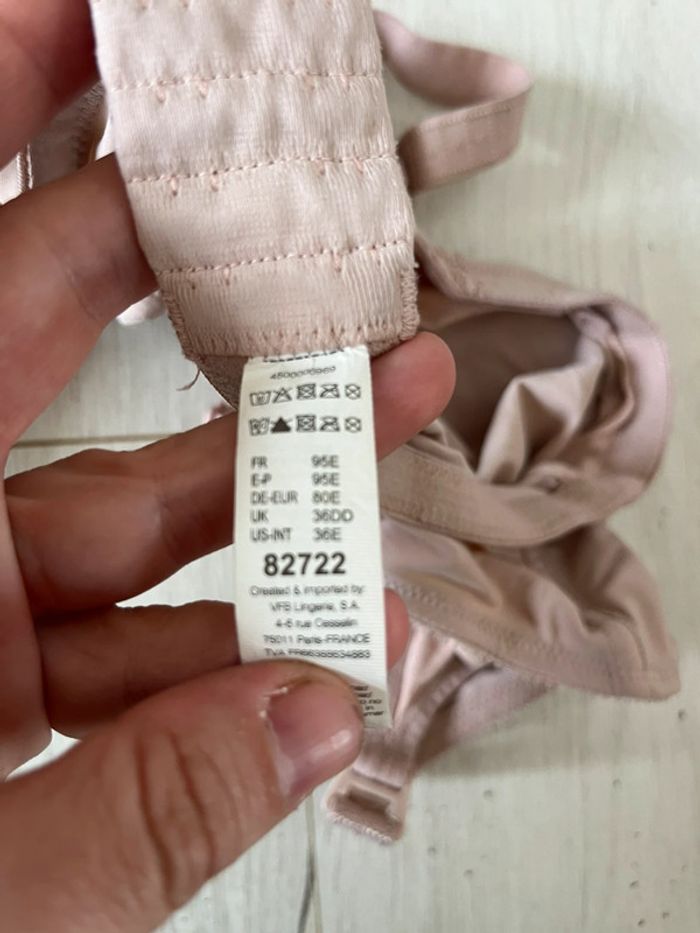 FR 95E
E-P 95E
DE-EUR 80E
UK 36DD
US-INT 36E
82722
Created & imported by:
VFB Lingerie, S.A.
4-6 rue Cesselin
75011 Paris-FRANCE
in